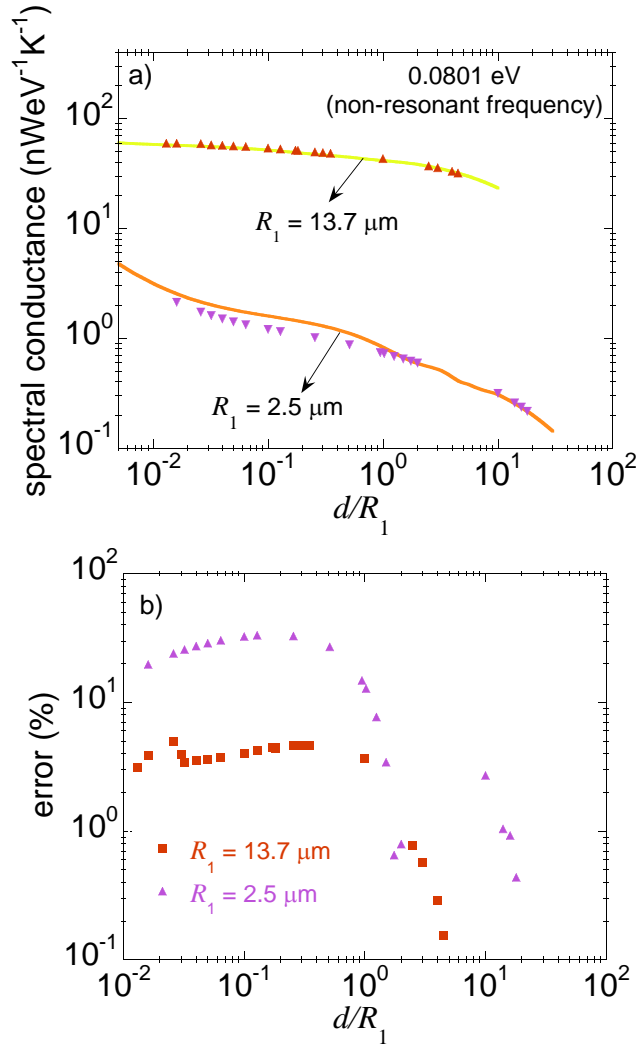 a)
0.0801 eV
(non-resonant frequency)
spectral conductance (nWeV⁻¹K⁻¹)
10²
10¹
10⁰
10⁻¹
R₁ = 13.7 μm
R₁ = 2.5 μm
10⁻² 10⁻¹ 10⁰ 10¹ 10²
d/R₁
b)
error (%)
10²
10¹
10⁰
10⁻¹
R₁ = 13.7 μm
R₁ = 2.5 μm
10⁻² 10⁻¹ 10⁰ 10¹ 10²
d/R₁